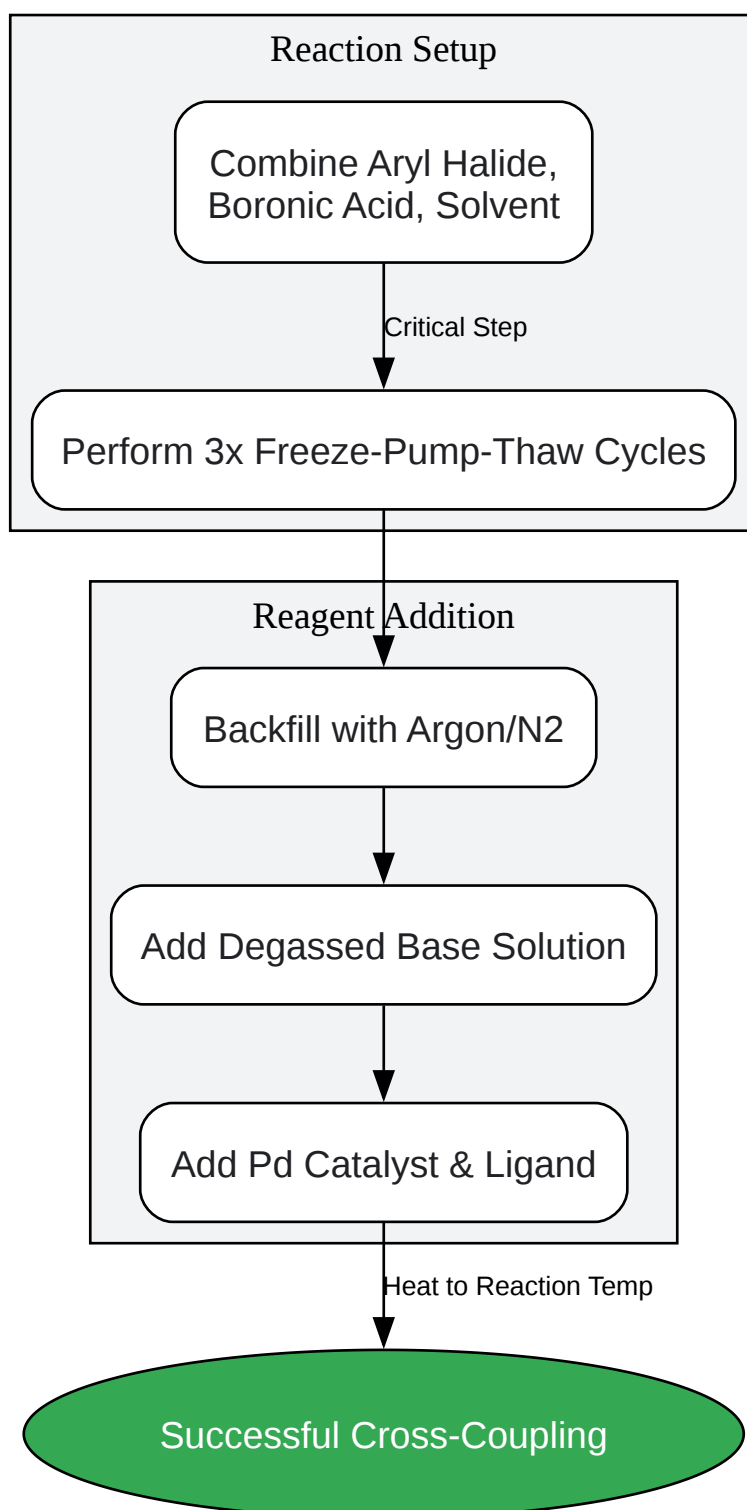 Reaction Setup
Combine Aryl Halide,
Boronic Acid, Solvent
Critical Step
Perform 3x Freeze-Pump-Thaw Cycles
Reagent Addition
Backfill with Argon/N2
Add Degassed Base Solution
Add Pd Catalyst & Ligand
Heat to Reaction Temp
Successful Cross-Coupling